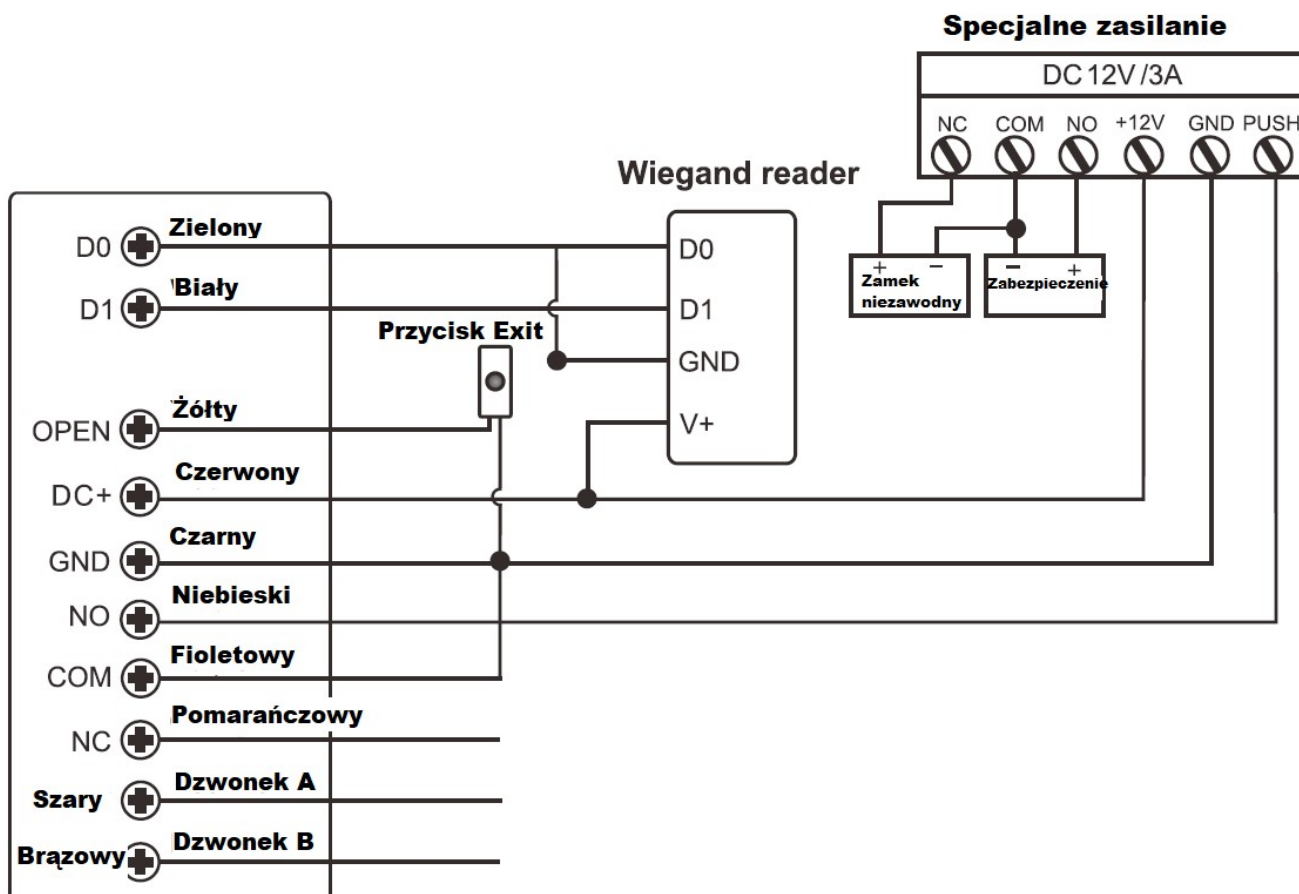 Specjalne zasilanie
DC 12V/3A
NC COM NO +12V GND PUSH
Wiegand reader
+ - - +
Zamek niezawodny
Zabezpieczenie
D0 Zielony
D0
D1 Biały
D1
Przycisk Exit
GND
OPEN Żółty
V+
DC+ Czerwony
GND Czarny
NO Niebieski
COM Fioletowy
NC Pomarańczowy
Szary Dzwonek A
Brązowy Dzwonek B